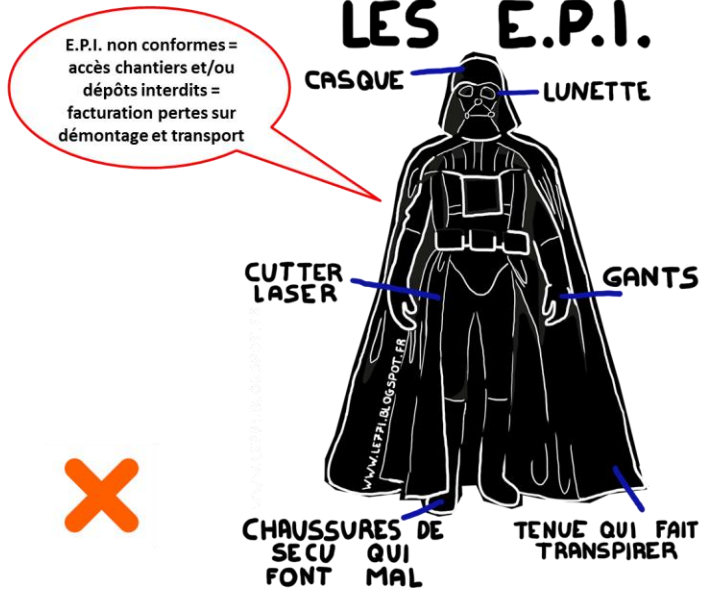 LES E.P.I.
E.P.I. non conformes =
accès chantiers et/ou
dépôts interdits =
facturation pertes sur
démontage et transport
CASQUE
LUNETTE
CUTTER
LASER
GANTS
WWW.LE771.BLOGSPOT.FR
CHAUSSURES DE
SECU QUI
FONT MAL
TENUE QUI FAIT
TRANSPIRER